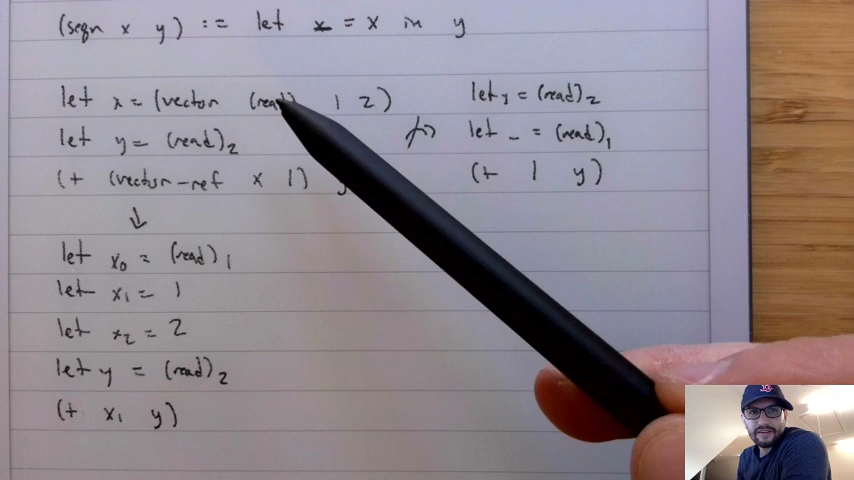 (seqn x y) := let _ = x in y
let x = (vector (read) 1 2)
let y = (read)₂
(+ (vector-ref x 1) y
↓
let x₀ = (read)₁
let x₁ = 1
let x₂ = 2
let y = (read)₂
(+ x₁ y)
let y = (read)₂
let _ = (read)₁
(+ 1 y)